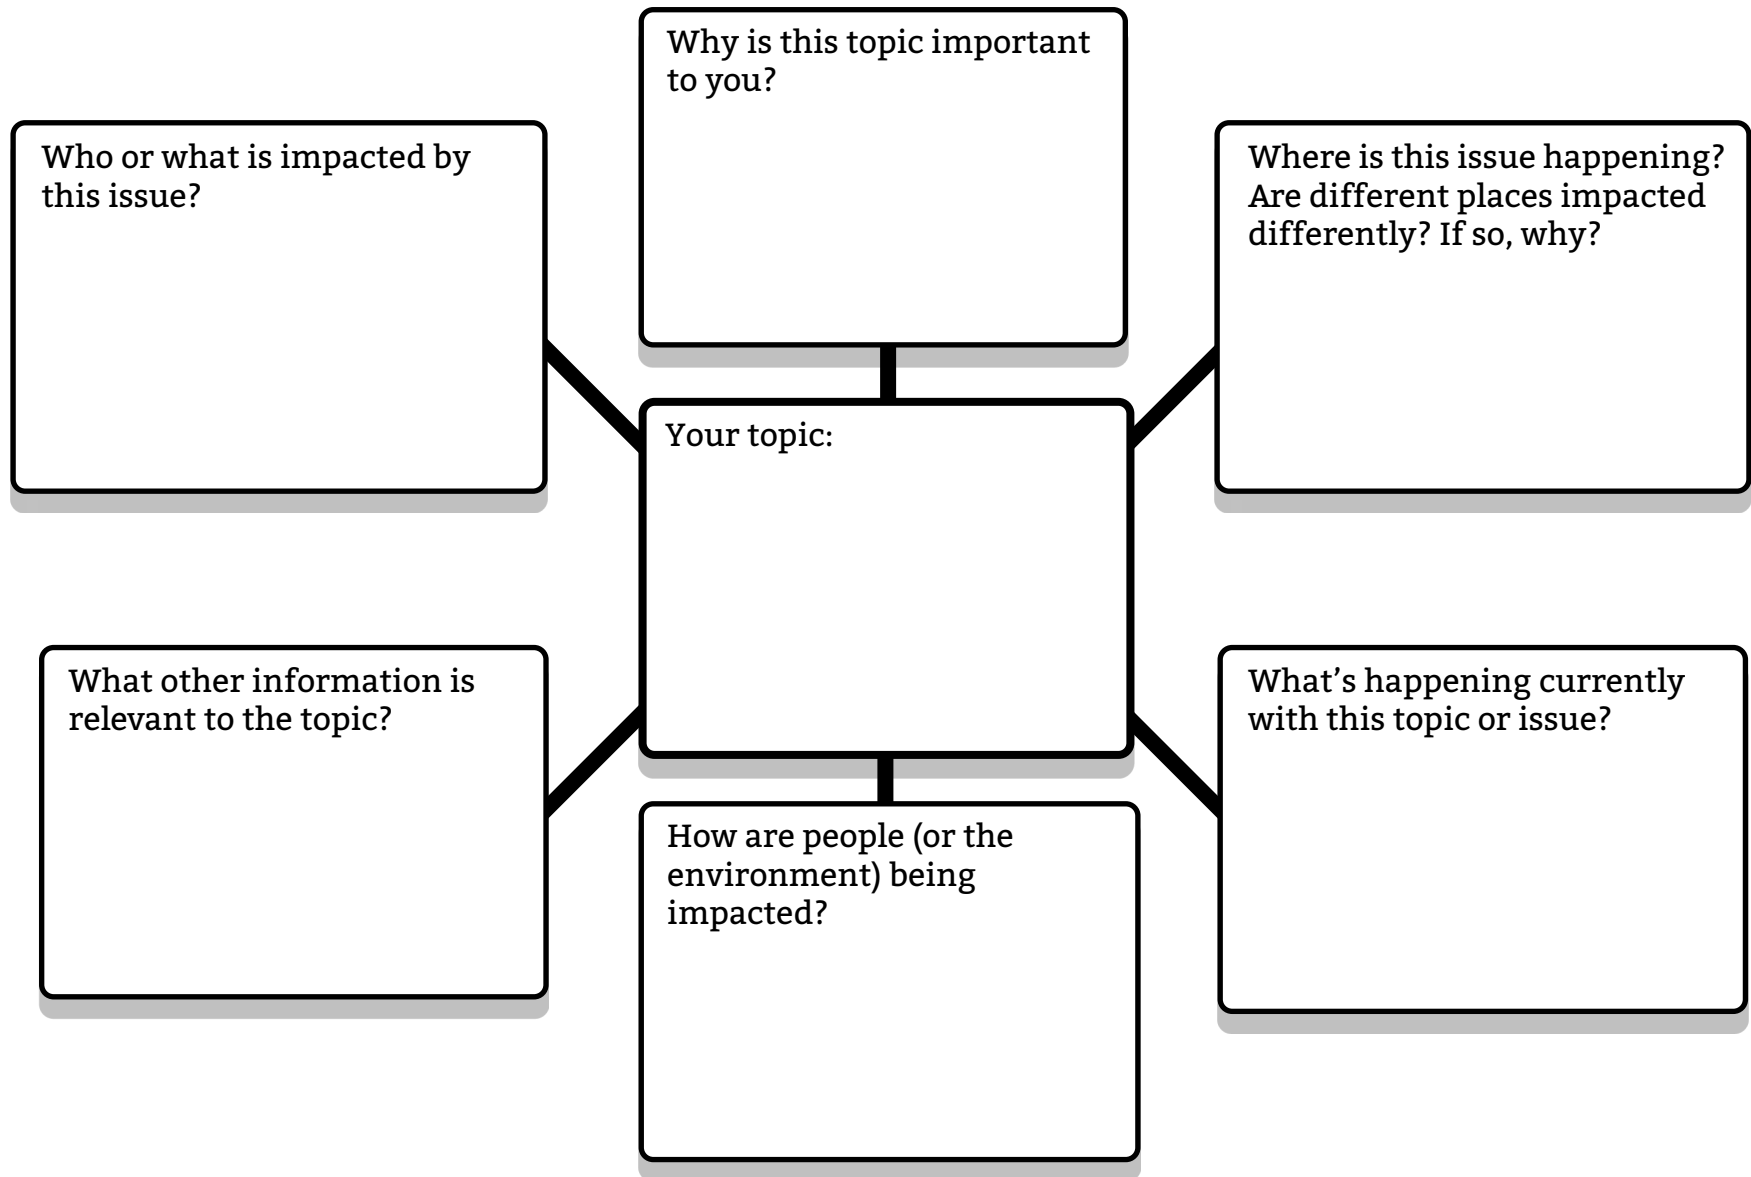 Why is this topic important
to you?
Who or what is impacted by
this issue?
Where is this issue happening?
Are different places impacted
differently? If so, why?
Your topic:
What other information is
relevant to the topic?
What’s happening currently
with this topic or issue?
How are people (or the
environment) being
impacted?